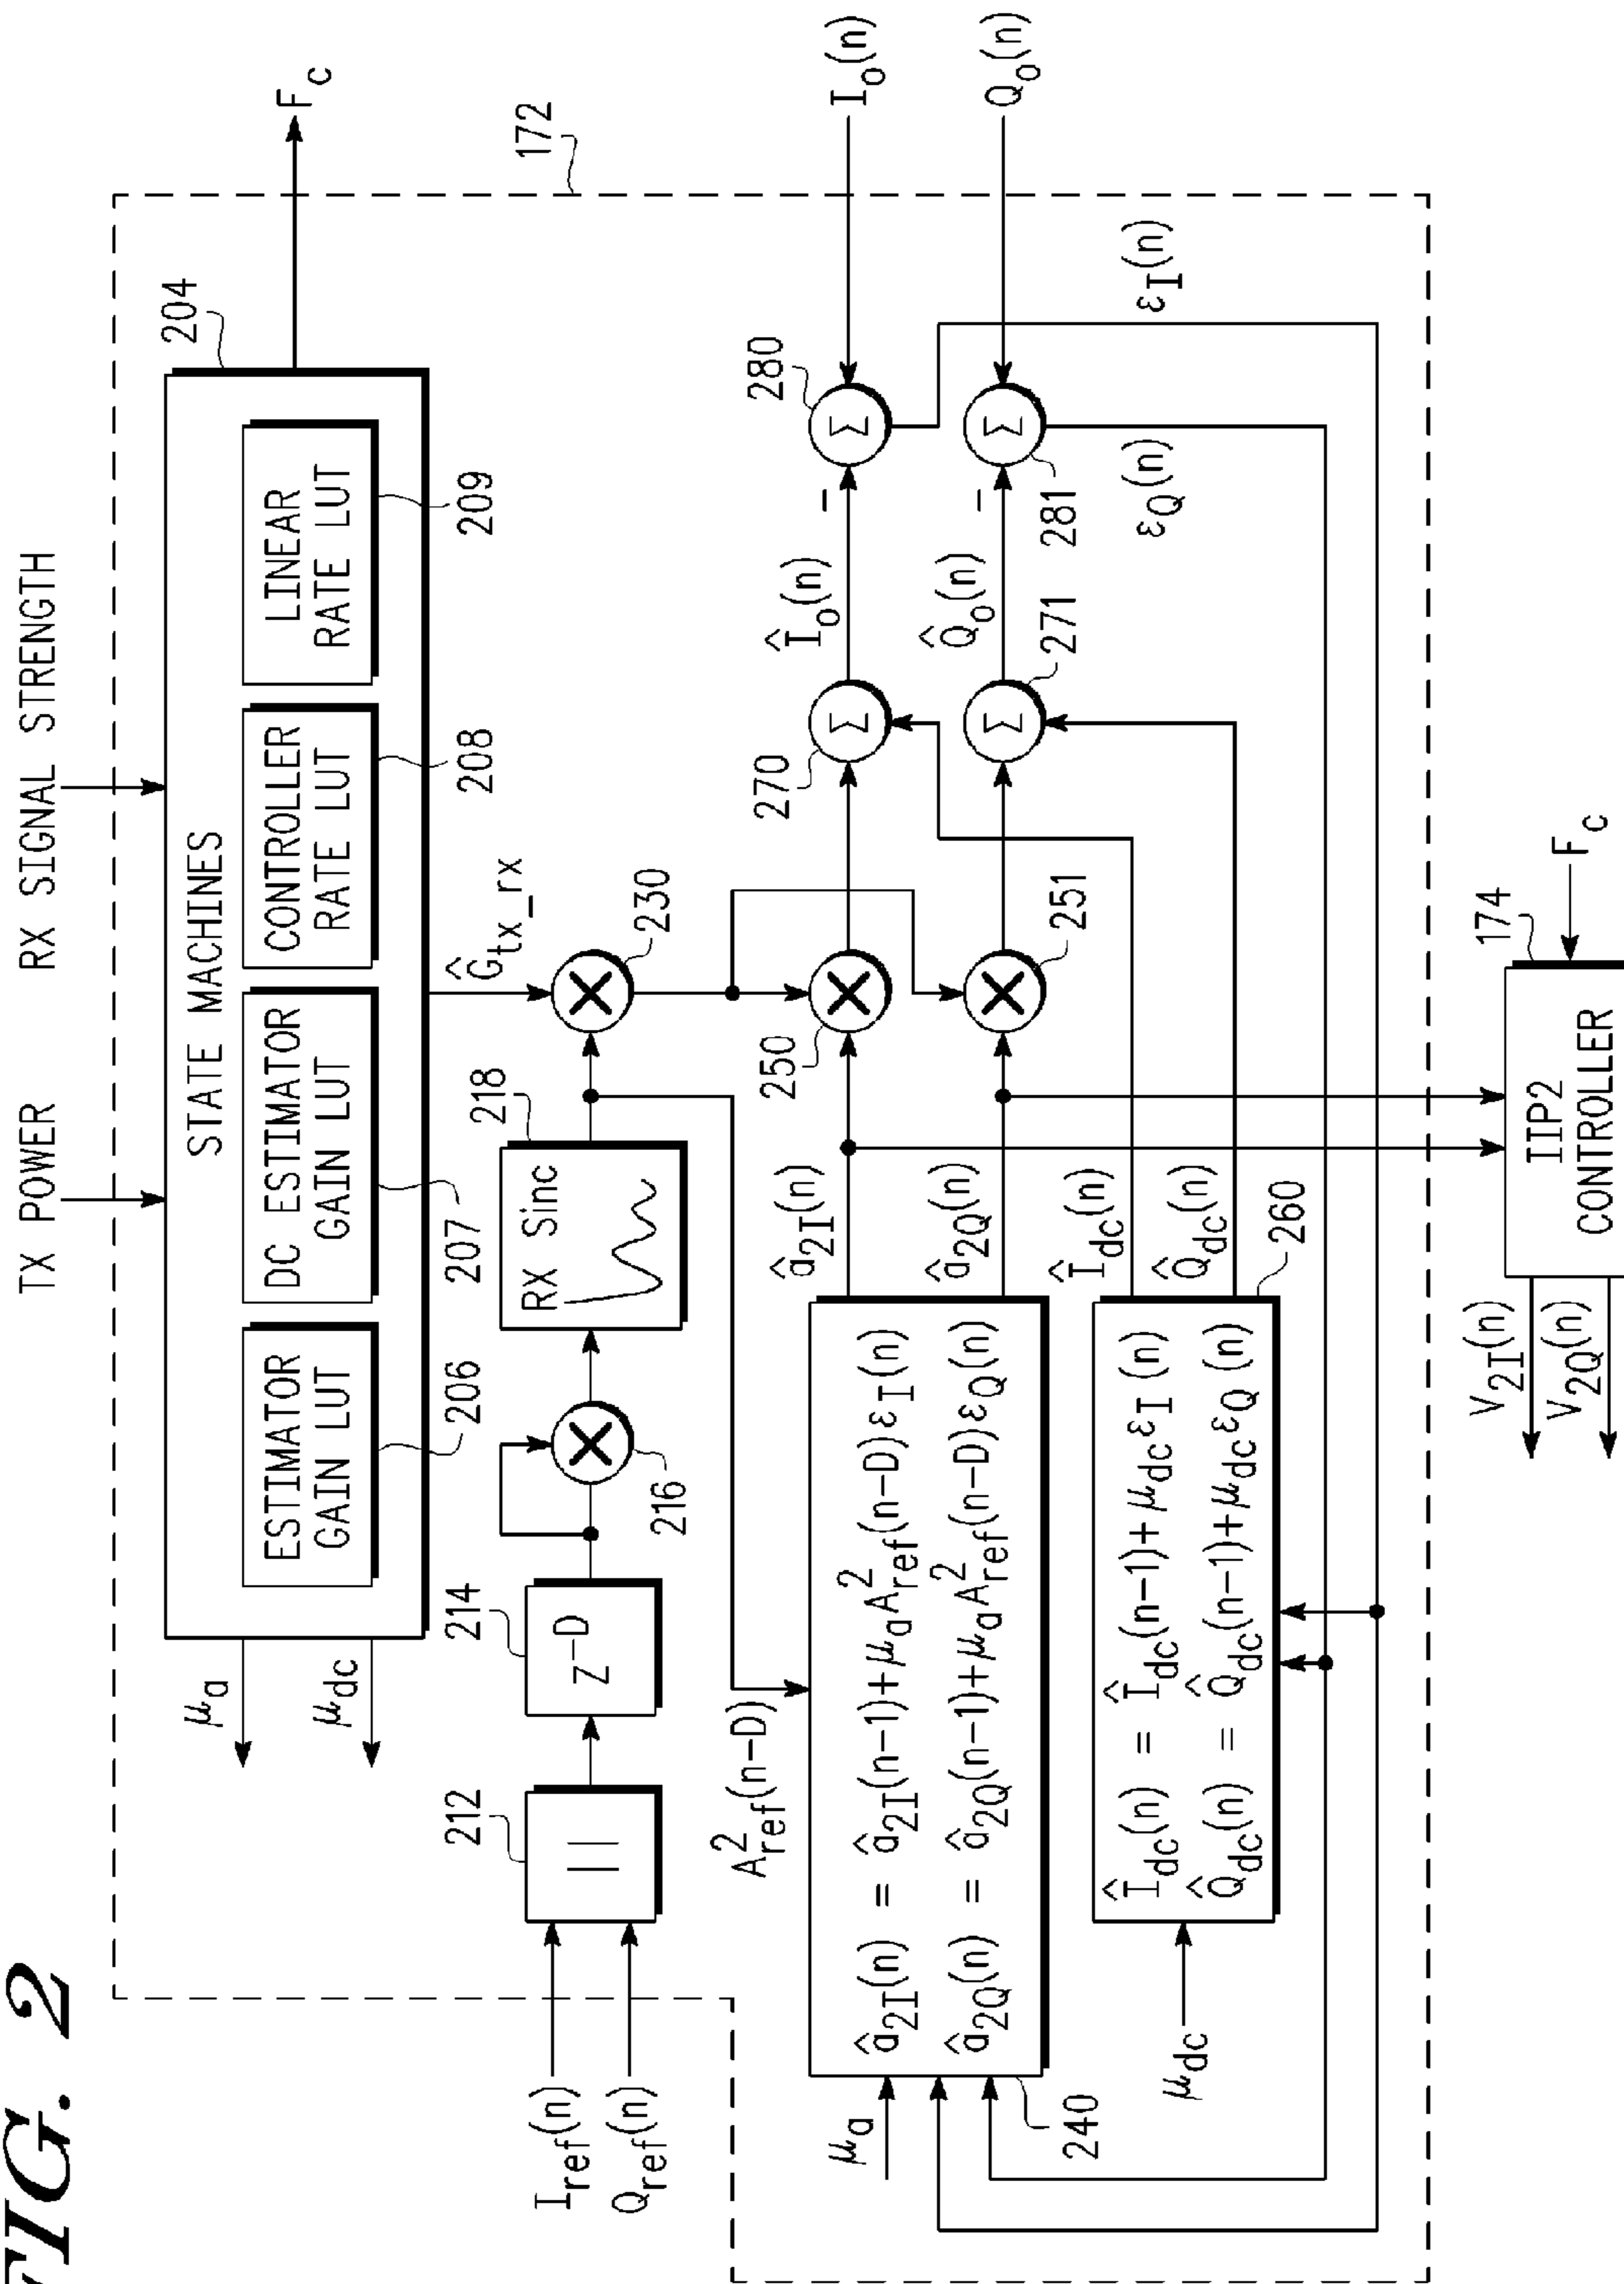 FIG. 2
TX POWER
RX SIGNAL STRENGTH
STATE MACHINES
204
ESTIMATOR
GAIN LUT
DC ESTIMATOR
GAIN LUT
CONTROLLER
RATE LUT
LINEAR
RATE LUT
206
207
208
209
F_c
172
μ_a
μ_dc
Ĝ_tx_rx
I_ref(n)
Q_ref(n)
212
||
214
Z^-D
216
218
RX Sinc
230
A²_ref(n-D)
μ_a
240
â_2I(n) = â_2I(n-1)+μ_a A²_ref(n-D)ε_I(n)
â_2Q(n) = â_2Q(n-1)+μ_a A²_ref(n-D)ε_Q(n)
â_2I(n)
â_2Q(n)
250
251
270
271
Î_o(n)
Q̂_o(n)
−
−
280
281
Σ
Σ
Σ
Σ
I_o(n)
Q_o(n)
ε_Q(n)
ε_I(n)
μ_dc
Î_dc(n) = Î_dc(n-1)+μ_dc ε_I(n)
Q̂_dc(n) = Q̂_dc(n-1)+μ_dc ε_Q(n)
Î_dc(n)
Q̂_dc(n)
260
V_2I(n)
V_2Q(n)
IIP2
CONTROLLER
174
F_c